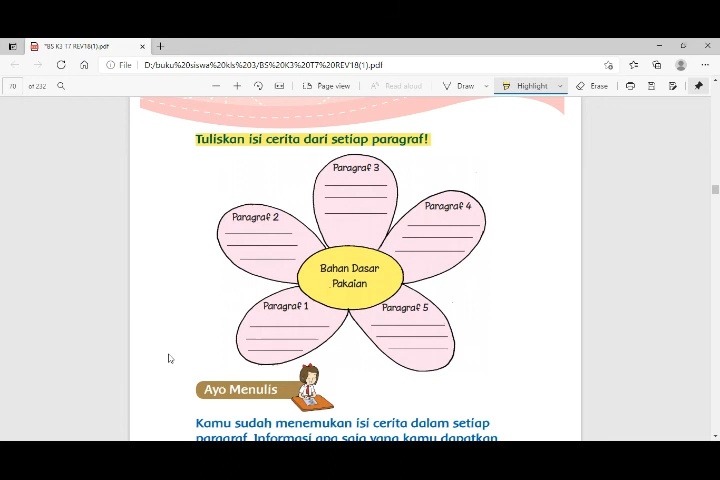 *BS K3 17 REV18(1).pdf
File
D:/buku%20siswa%20kls%203/BS%20K3%20T7%20REV18(1).pdf
70 of 232
Page view
Read aloud
Draw
Highlight
Erase
Tuliskan isi cerita dari setiap paragraf!
Paragraf 3
Paragraf 4
Paragraf 2
Bahan Dasar
Pakaian
Paragraf 1
Paragraf 5
Ayo Menulis
Kamu sudah menemukan isi cerita dalam setiap
paragraf. Informasi apa saja yang kamu dapatkan